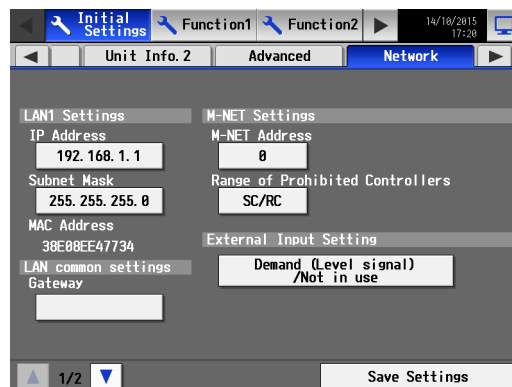 Initial Settings
Function1
Function2
14/10/2015
17:20
Unit Info.2
Advanced
Network
LAN1 Settings
IP Address
192.168.1.1
Subnet Mask
255.255.255.0
MAC Address
38E08EE47734
LAN common settings
Gateway
M-NET Settings
M-NET Address
0
Range of Prohibited Controllers
SC/RC
External Input Setting
Demand (Level signal)
/Not in use
1/2
Save Settings